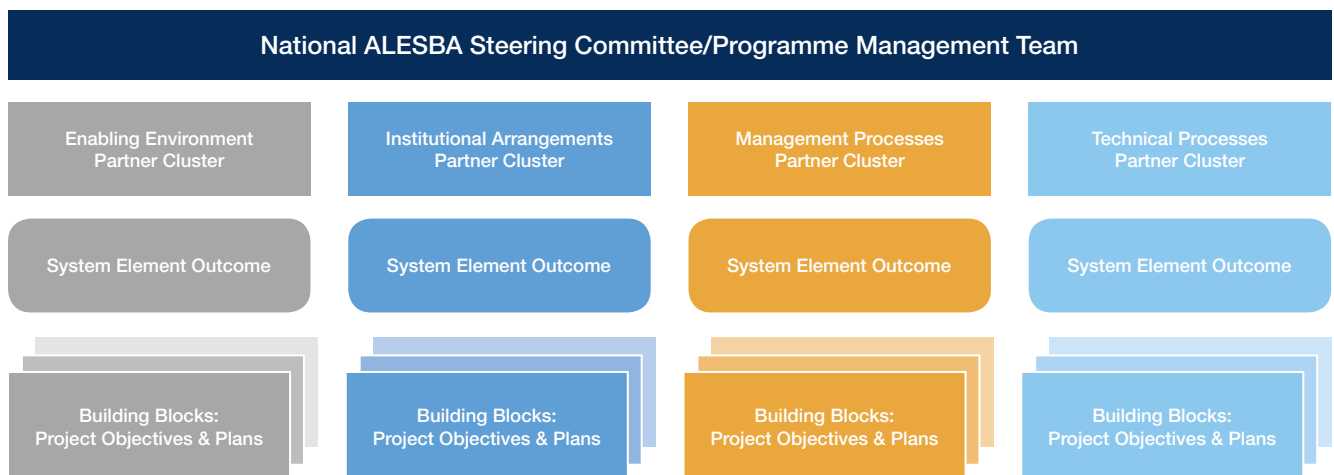 National ALESBA Steering Committee/Programme Management Team
Enabling Environment
Partner Cluster
Institutional Arrangements
Partner Cluster
Management Processes
Partner Cluster
Technical Processes
Partner Cluster
System Element Outcome
System Element Outcome
System Element Outcome
System Element Outcome
Building Blocks:
Project Objectives & Plans
Building Blocks:
Project Objectives & Plans
Building Blocks:
Project Objectives & Plans
Building Blocks:
Project Objectives & Plans